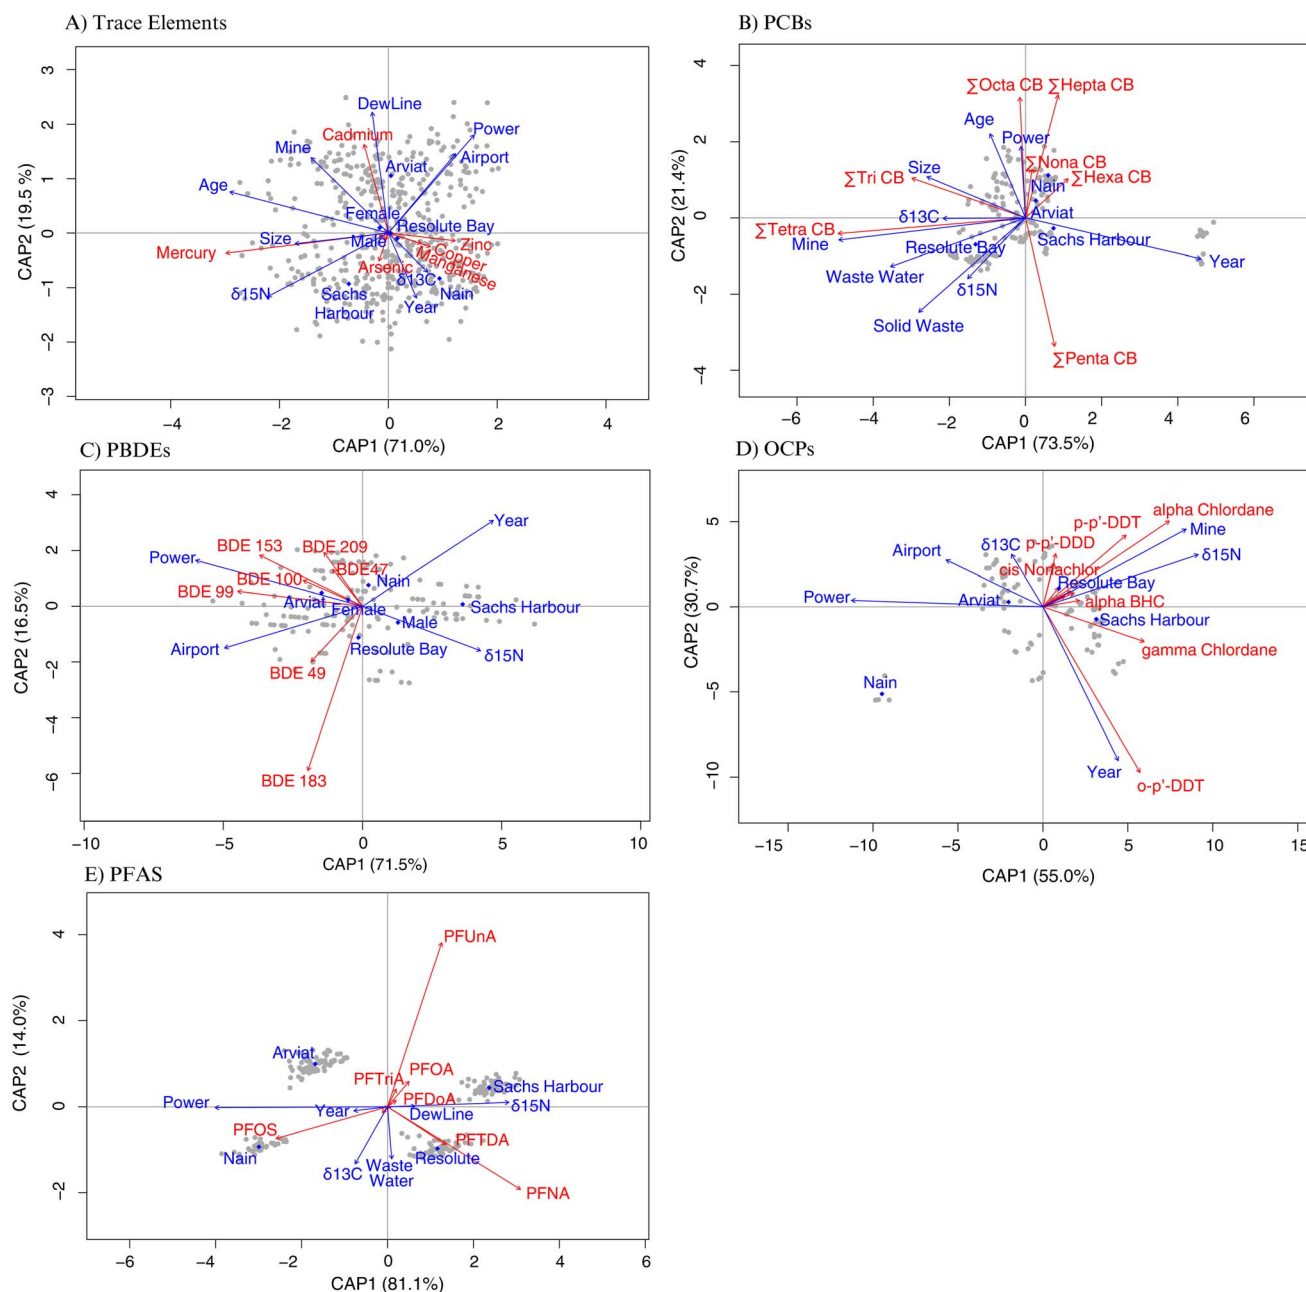 A) Trace Elements
3
2
1
0
−1
−2
−3
CAP2 (19.5 %)
DewLine
Cadmium
Power
Mine
Airport
Arviat
Age
Female
Resolute Bay
Size
Male
Zinc
Mercury
Copper
Arsenic
Manganese
δ13C
δ15N
Sachs
Harbour
Year
Nain
−4
−2
0
2
4
CAP1 (71.0%)
B) PCBs
4
2
0
−2
−4
CAP2 (21.4%)
∑Octa CB
∑Hepta CB
Age
Power
∑Nona CB
Size
∑Tri CB
∑Hexa CB
Nain
δ13C
Arviat
∑Tetra CB
Mine
Resolute Bay
Sachs Harbour
Year
Waste Water
δ15N
Solid Waste
∑Penta CB
−6
−4
−2
0
2
4
6
CAP1 (73.5%)
C) PBDEs
4
2
0
−2
−4
−6
CAP2 (16.5%)
Year
BDE 153
BDE 209
Power
BDE47
BDE 100
Nain
BDE 99
Arviat
Female
Sachs Harbour
Male
Airport
Resolute Bay
δ15N
BDE 49
BDE 183
−10
−5
0
5
10
CAP1 (71.5%)
D) OCPs
5
0
−5
−10
CAP2 (30.7%)
alpha Chlordane
p-p'-DDT
Mine
Airport
δ13C
p-p'-DDD
δ15N
cis Nonachlor
Resolute Bay
Power
Arviat
alpha BHC
Sachs Harbour
gamma Chlordane
Nain
Year
o-p'-DDT
−15
−10
−5
0
5
10
15
CAP1 (55.0%)
E) PFAS
4
2
0
−2
CAP2 (14.0%)
PFUnA
Arviat
PFOA
PFTriA
Sachs Harbour
PFDoA
Power
Year
DewLine
δ15N
PFOS
PFTDA
Nain
δ13C
Waste
Water
Resolute
PFNA
−6
−4
−2
0
2
4
6
CAP1 (81.1%)